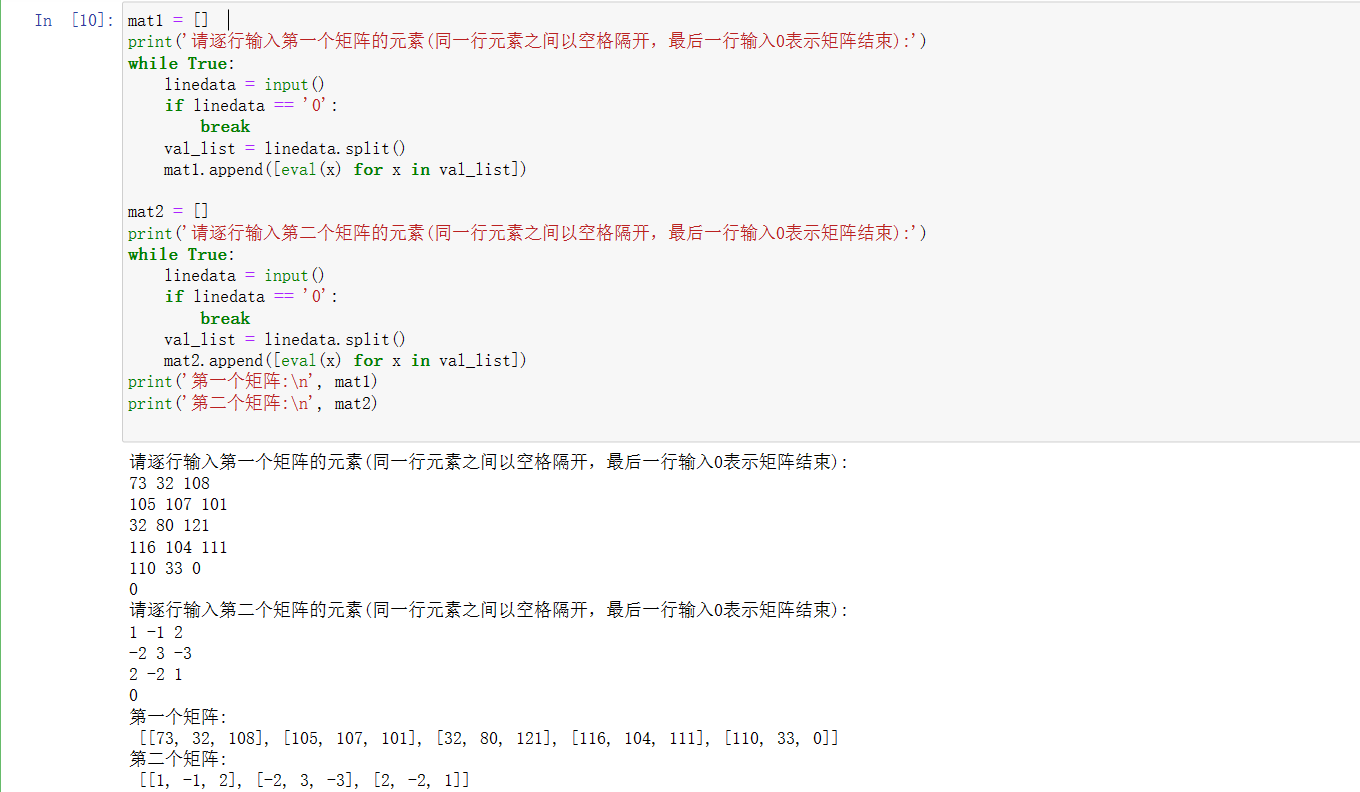 In [10]: mat1 = []
print('请逐行输入第一个矩阵的元素(同一行元素之间以空格隔开，最后一行输入0表示矩阵结束):')
while True:
    linedata = input()
    if linedata == '0':
        break
    val_list = linedata.split()
    mat1.append([eval(x) for x in val_list])
mat2 = []
print('请逐行输入第二个矩阵的元素(同一行元素之间以空格隔开，最后一行输入0表示矩阵结束):')
while True:
    linedata = input()
    if linedata == '0':
        break
    val_list = linedata.split()
    mat2.append([eval(x) for x in val_list])
print('第一个矩阵:\n', mat1)
print('第二个矩阵:\n', mat2)
请逐行输入第一个矩阵的元素(同一行元素之间以空格隔开，最后一行输入0表示矩阵结束):
73 32 108
105 107 101
32 80 121
116 104 111
110 33 0
0
请逐行输入第二个矩阵的元素(同一行元素之间以空格隔开，最后一行输入0表示矩阵结束):
1 -1 2
-2 3 -3
2 -2 1
0
第一个矩阵:
 [[73, 32, 108], [105, 107, 101], [32, 80, 121], [116, 104, 111], [110, 33, 0]]
第二个矩阵:
 [[1, -1, 2], [-2, 3, -3], [2, -2, 1]]